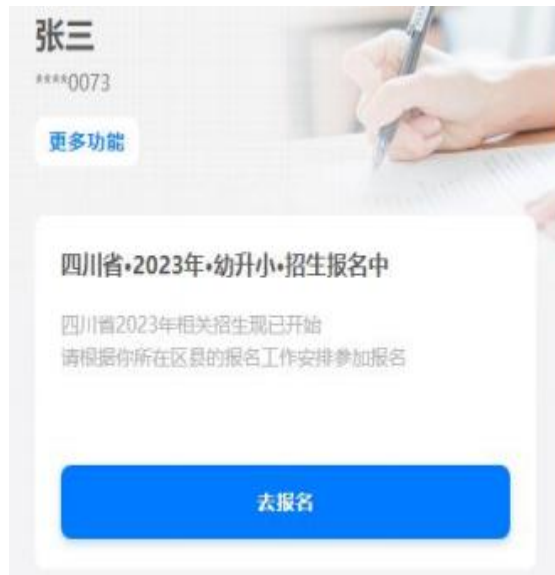 张三
****0073
更多功能
四川省•2023年•幼升小•招生报名中
四川省2023年相关招生现已开始
请根据你所在区县的报名工作安排参加报名
去报名